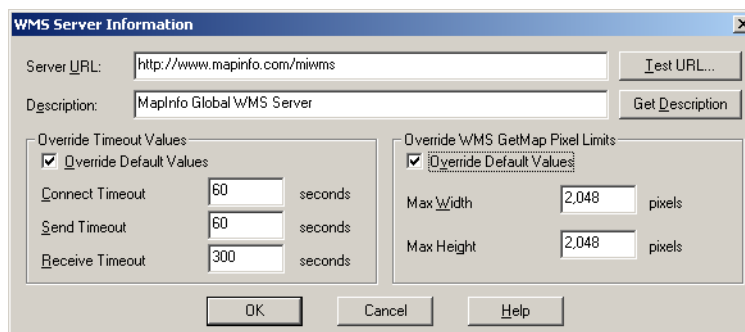 WMS Server Information
Server URL: http://www.mapinfo.com/miwms Test URL...
Description: MapInfo Global WMS Server Get Description
Override Timeout Values
Override Default Values
Connect Timeout 60 seconds
Send Timeout 60 seconds
Receive Timeout 300 seconds
Override WMS GetMap Pixel Limits
Override Default Values
Max Width 2,048 pixels
Max Height 2,048 pixels
OK Cancel Help